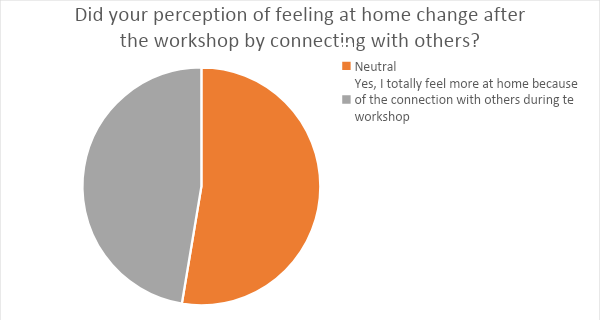 Did your perception of feeling at home change after
the workshop by connecting with others?
Neutral
Yes, I totally feel more at home because
of the connection with others during te
workshop